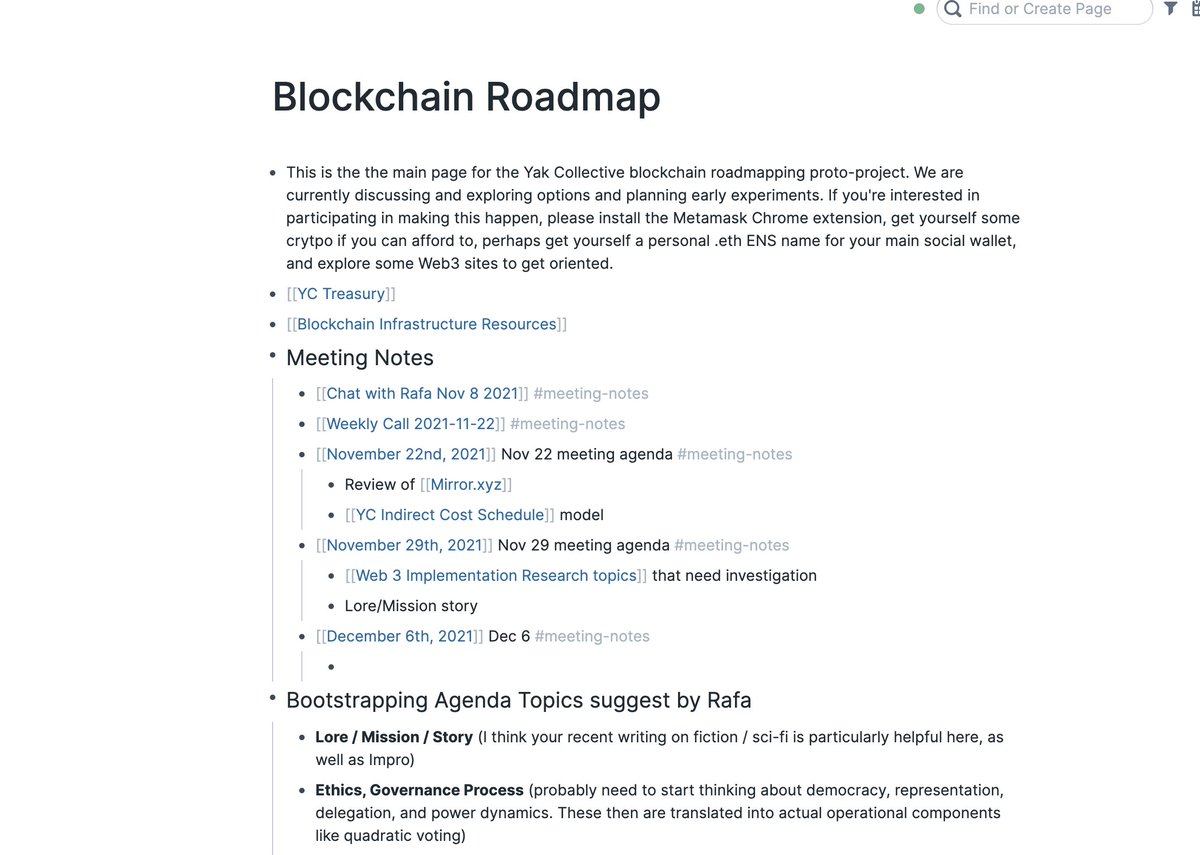 Find or Create Page
Blockchain Roadmap
This is the the main page for the Yak Collective blockchain roadmapping proto-project. We are
currently discussing and exploring options and planning early experiments. If you're interested in
participating in making this happen, please install the Metamask Chrome extension, get yourself some
crytpo if you can afford to, perhaps get yourself a personal .eth ENS name for your main social wallet,
and explore some Web3 sites to get oriented.
[[YC Treasury]]
[[Blockchain Infrastructure Resources]]
Meeting Notes
[[Chat with Rafa Nov 8 2021]] #meeting-notes
[[Weekly Call 2021-11-22]] #meeting-notes
[[November 22nd, 2021]] Nov 22 meeting agenda #meeting-notes
Review of [[Mirror.xyz]]
[[YC Indirect Cost Schedule]] model
[[November 29th, 2021]] Nov 29 meeting agenda #meeting-notes
[[Web 3 Implementation Research topics]] that need investigation
Lore/Mission story
[[December 6th, 2021]] Dec 6 #meeting-notes
Bootstrapping Agenda Topics suggest by Rafa
Lore / Mission / Story (I think your recent writing on fiction / sci-fi is particularly helpful here, as
well as Impro)
Ethics, Governance Process (probably need to start thinking about democracy, representation,
delegation, and power dynamics. These then are translated into actual operational components
like quadratic voting)